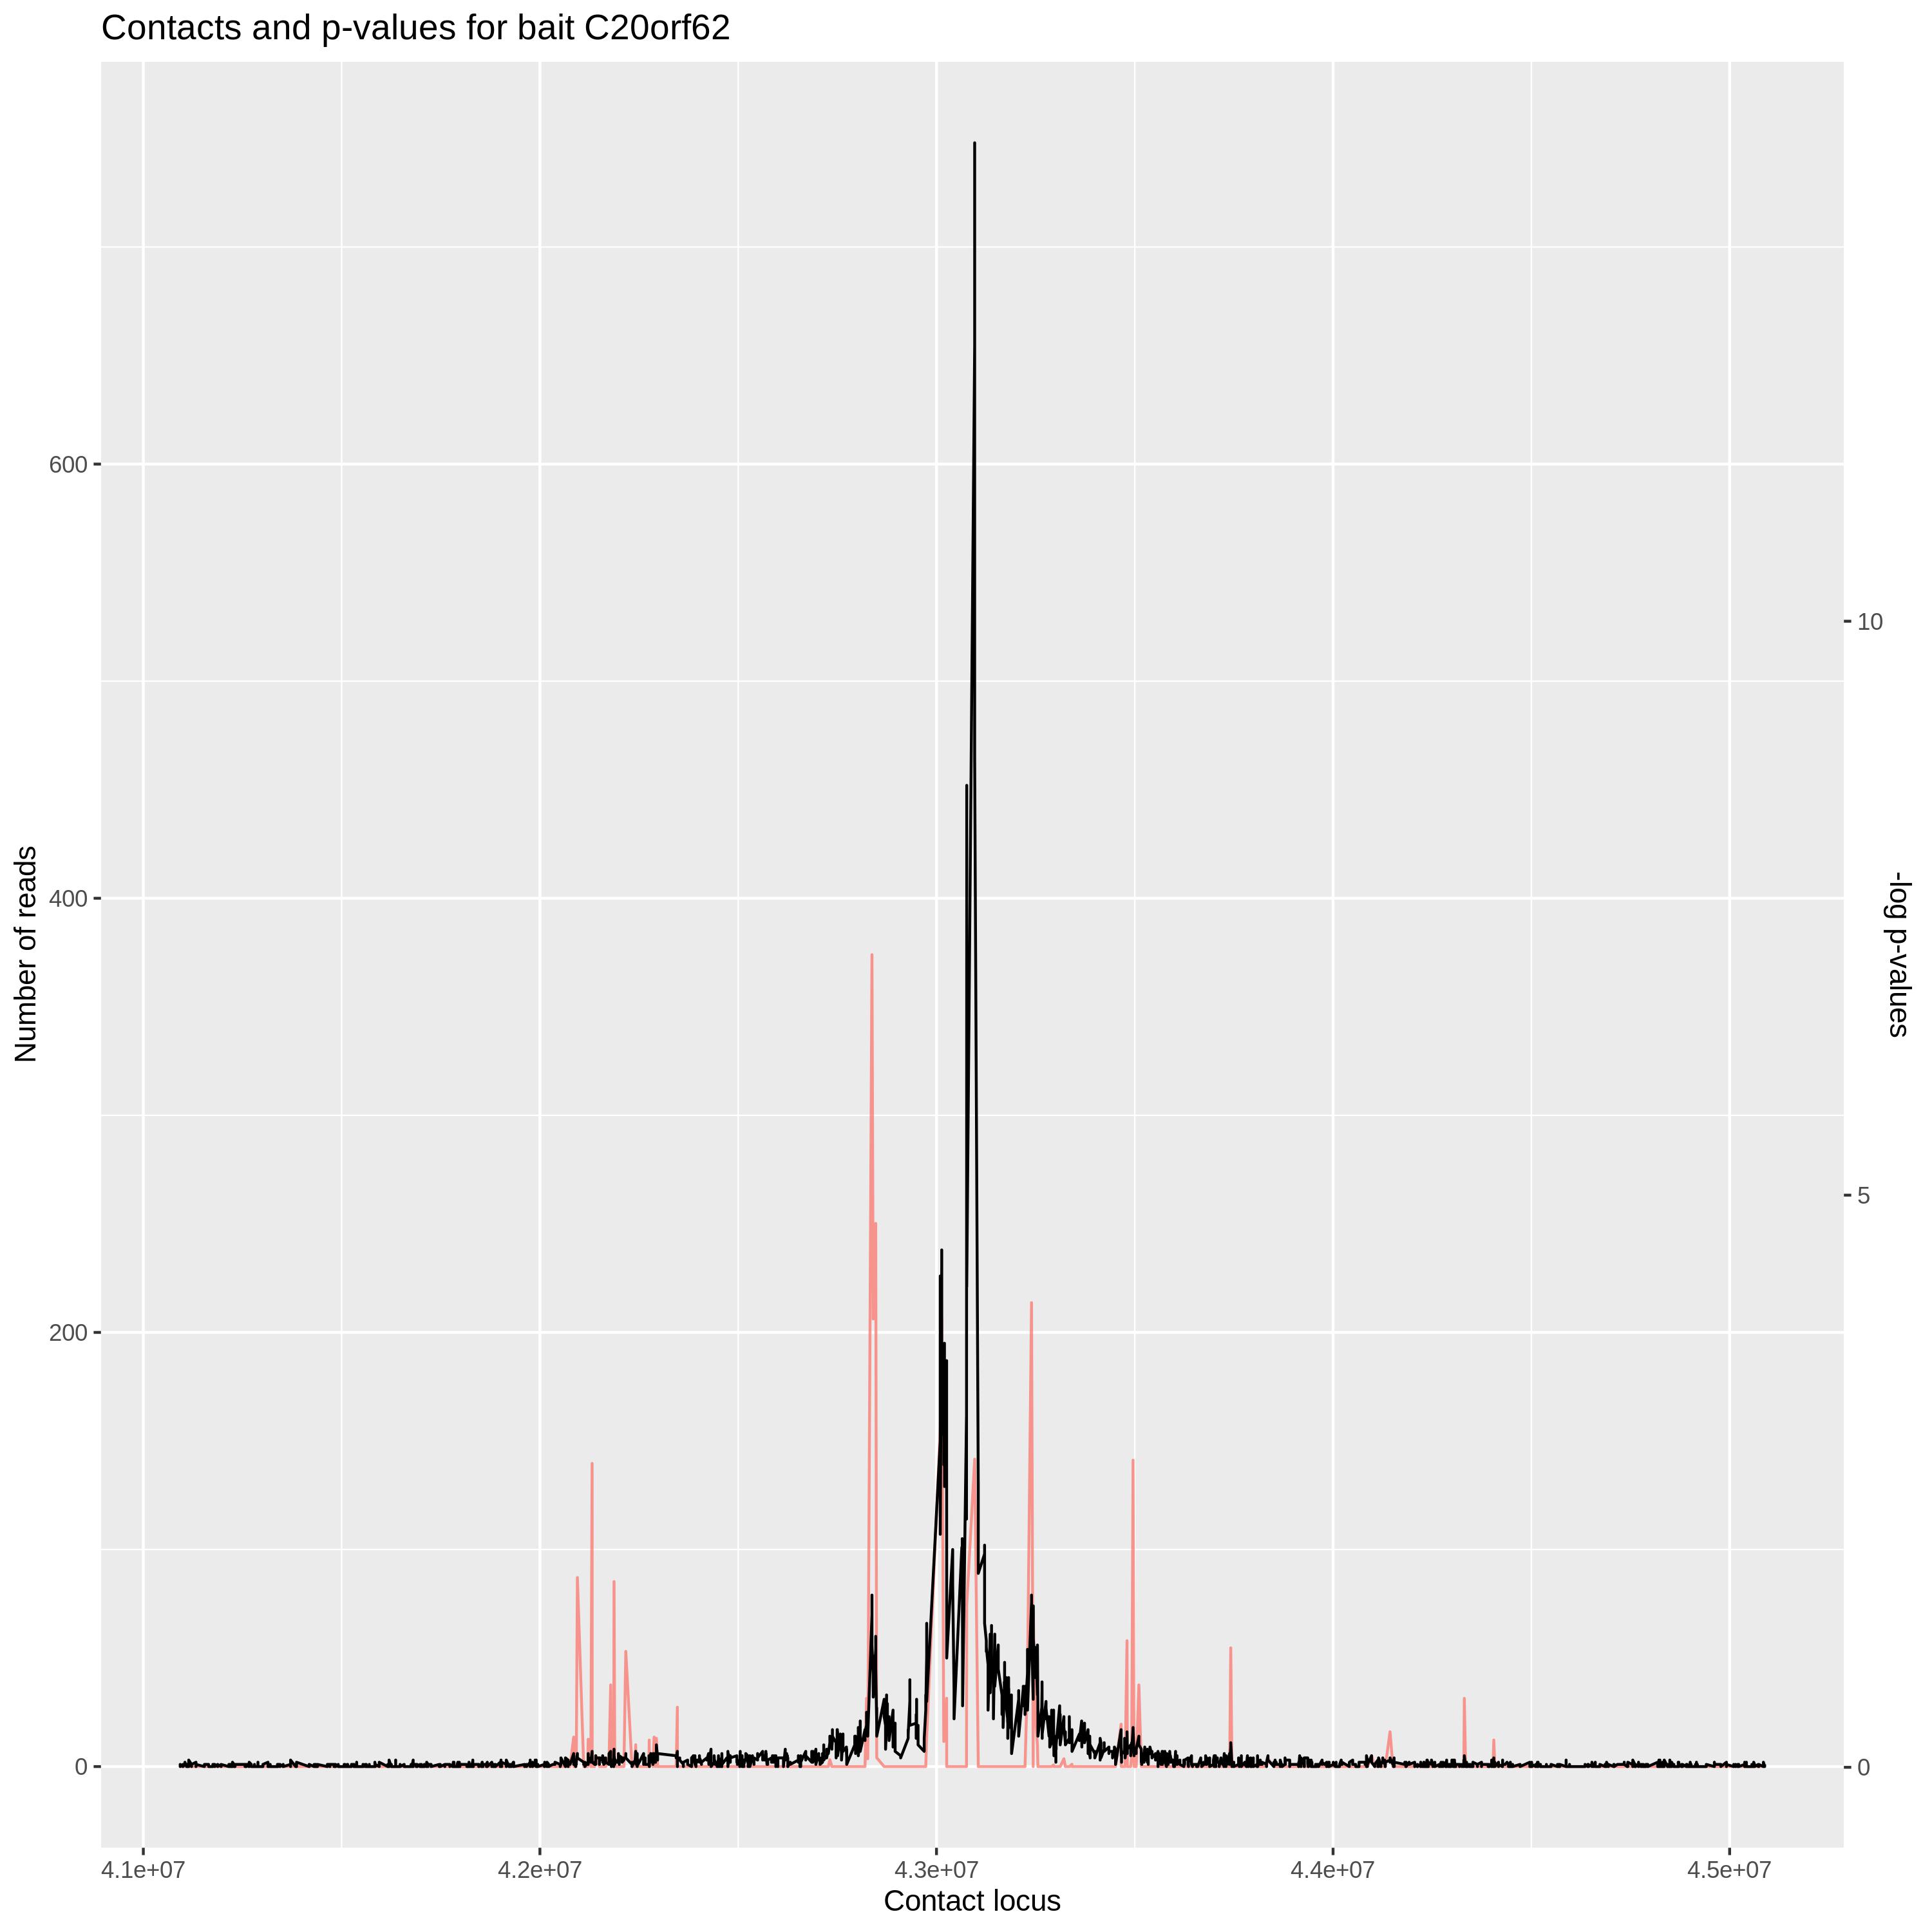 Contacts and p-values for bait C20orf62
Number of reads
600
400
200
0
10
5
0
-log p-values
4.1e+07
4.2e+07
4.3e+07
4.4e+07
4.5e+07
Contact locus